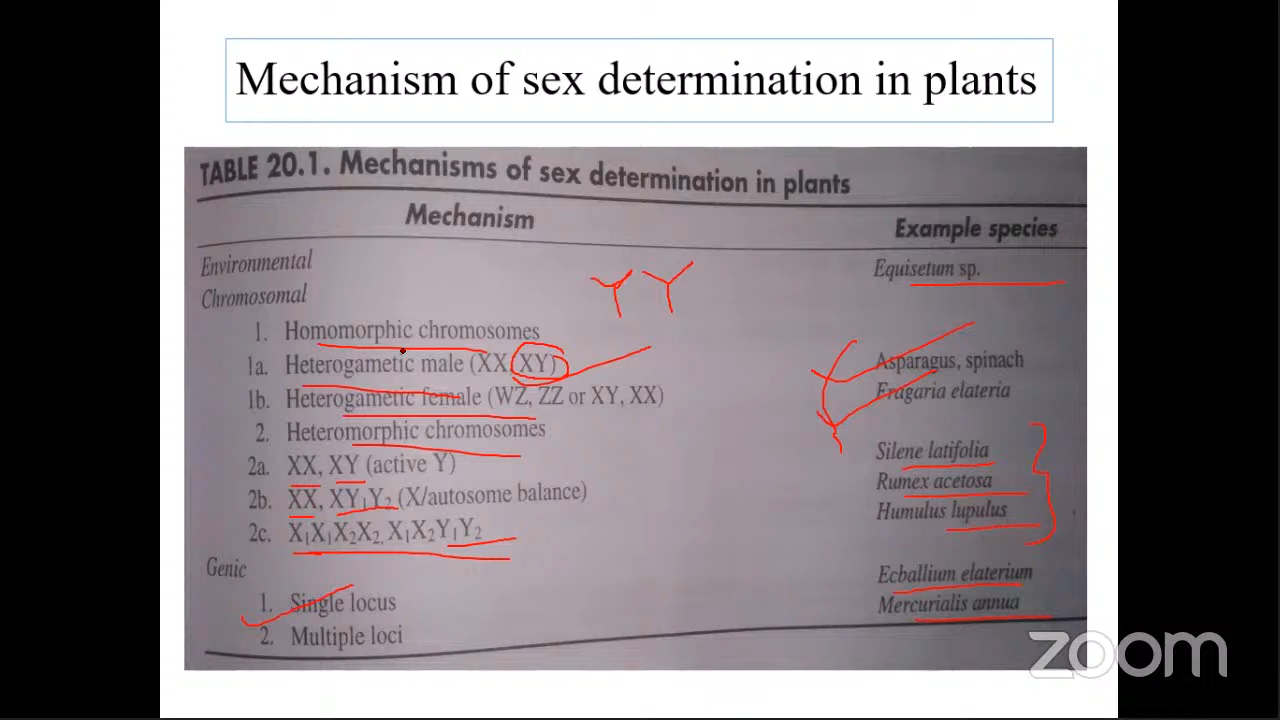 Mechanism of sex determination in plants
TABLE 20.1. Mechanisms of sex determination in plants
Mechanism Example species
Environmental Equisetum sp.
Chromosomal
YY
1. Homomorphic chromosomes
1a. Heterogametic male (XX, XY) Asparagus, spinach
1b. Heterogametic female (WZ, ZZ or XY, XX) Fragaria elateria
2. Heteromorphic chromosomes
2a. XX, XY (active Y) Silene latifolia
2b. XX, XY₁Y₂ (X/autosome balance) Rumex acetosa
2c. X₁X₁X₂X₂, X₁X₂Y₁Y₂ Humulus lupulus
Genic
1. Single locus Ecballium elaterium
2. Multiple loci Mercurialis annua
zoom